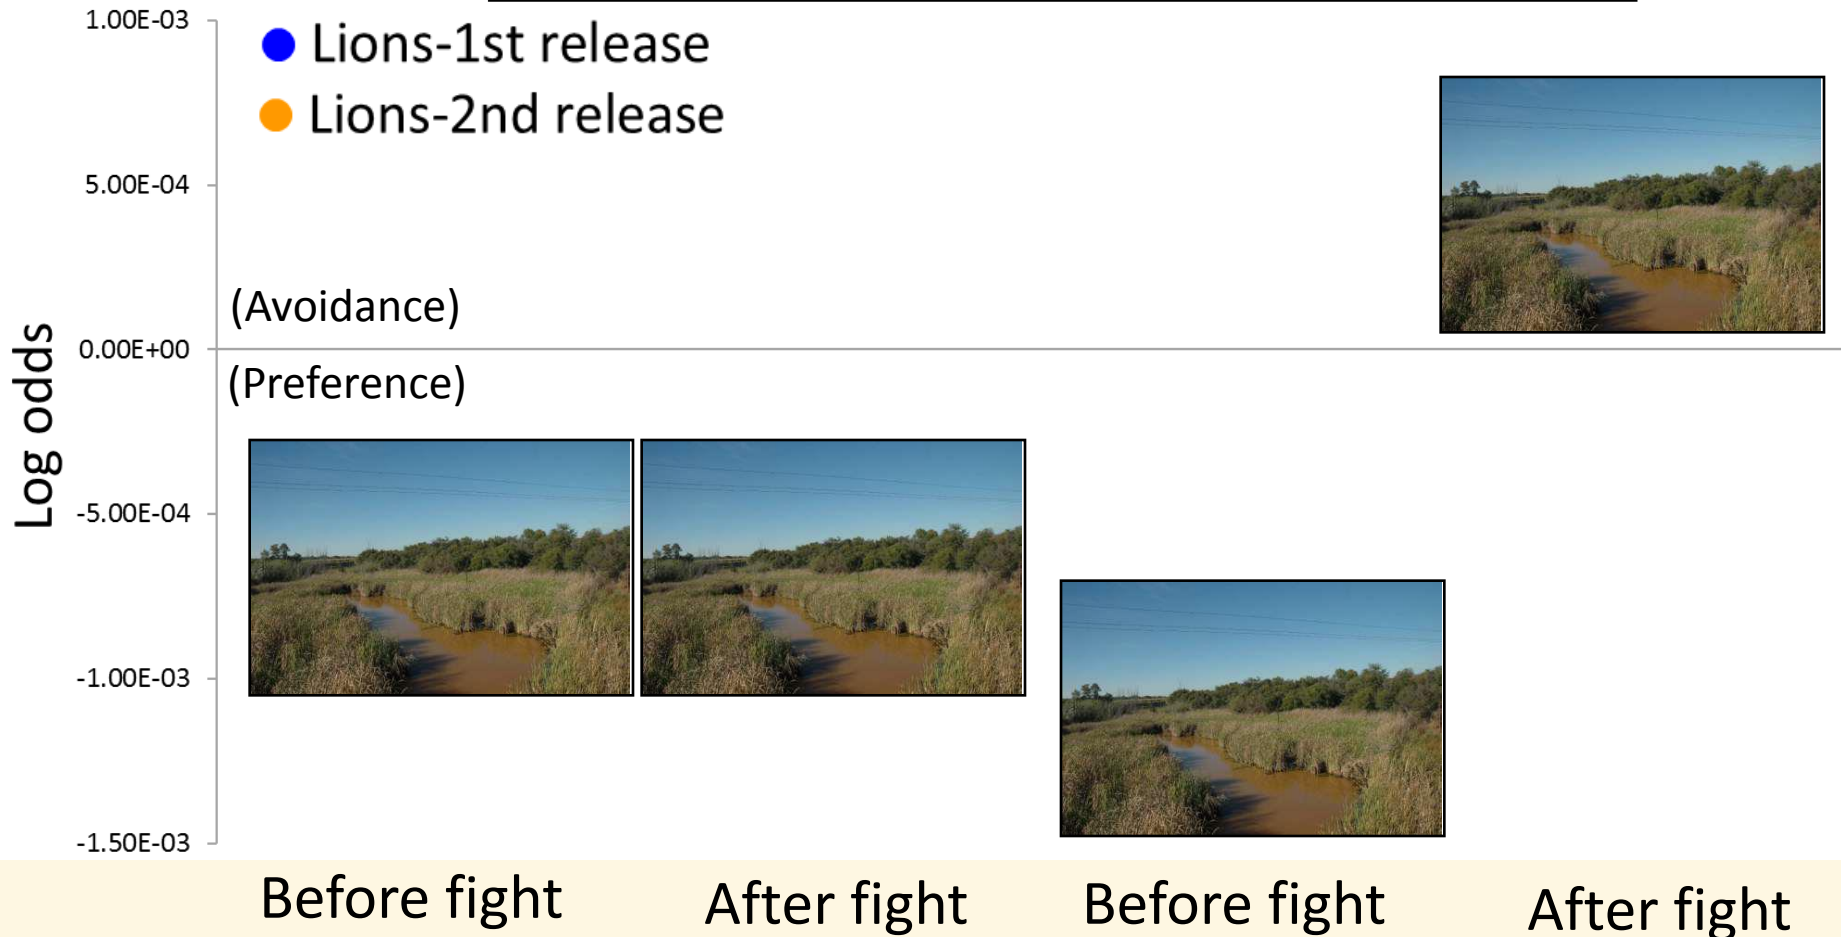 1.00E-03
Lions-1st release
Lions-2nd release
5.00E-04
(Avoidance)
0.00E+00
(Preference)
Log odds
-5.00E-04
-1.00E-03
-1.50E-03
Before fight
After fight
Before fight
After fight